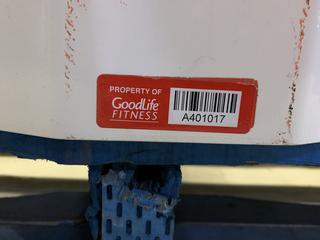 PROPERTY OF
GoodLife
FITNESS
A401017